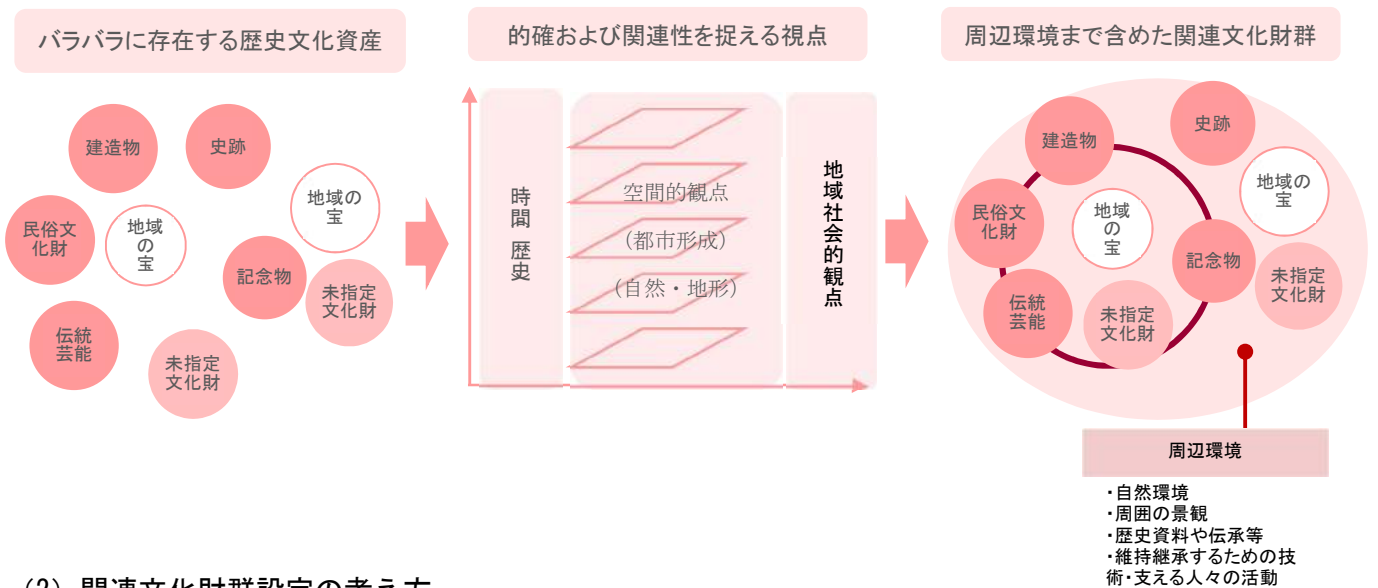 バラバラに存在する歴史文化資産
的確および関連性を捉える視点
周辺環境まで含めた関連文化財群
建造物
史跡
地域の
宝
民俗文
化財
地域
の
宝
記念物
未指定
文化財
伝統
芸能
未指定
文化財
時間 歴史
空間的観点
(都市形成)
(自然・地形)
地域社会的観点
建造物
史跡
地域の
宝
民俗文
化財
地域
の
宝
記念物
未指定
文化財
伝統
芸能
未指定
文化財
周辺環境
・自然環境
・周囲の景観
・歴史資料や伝承等
・維持継承するための技
術・支える人々の活動